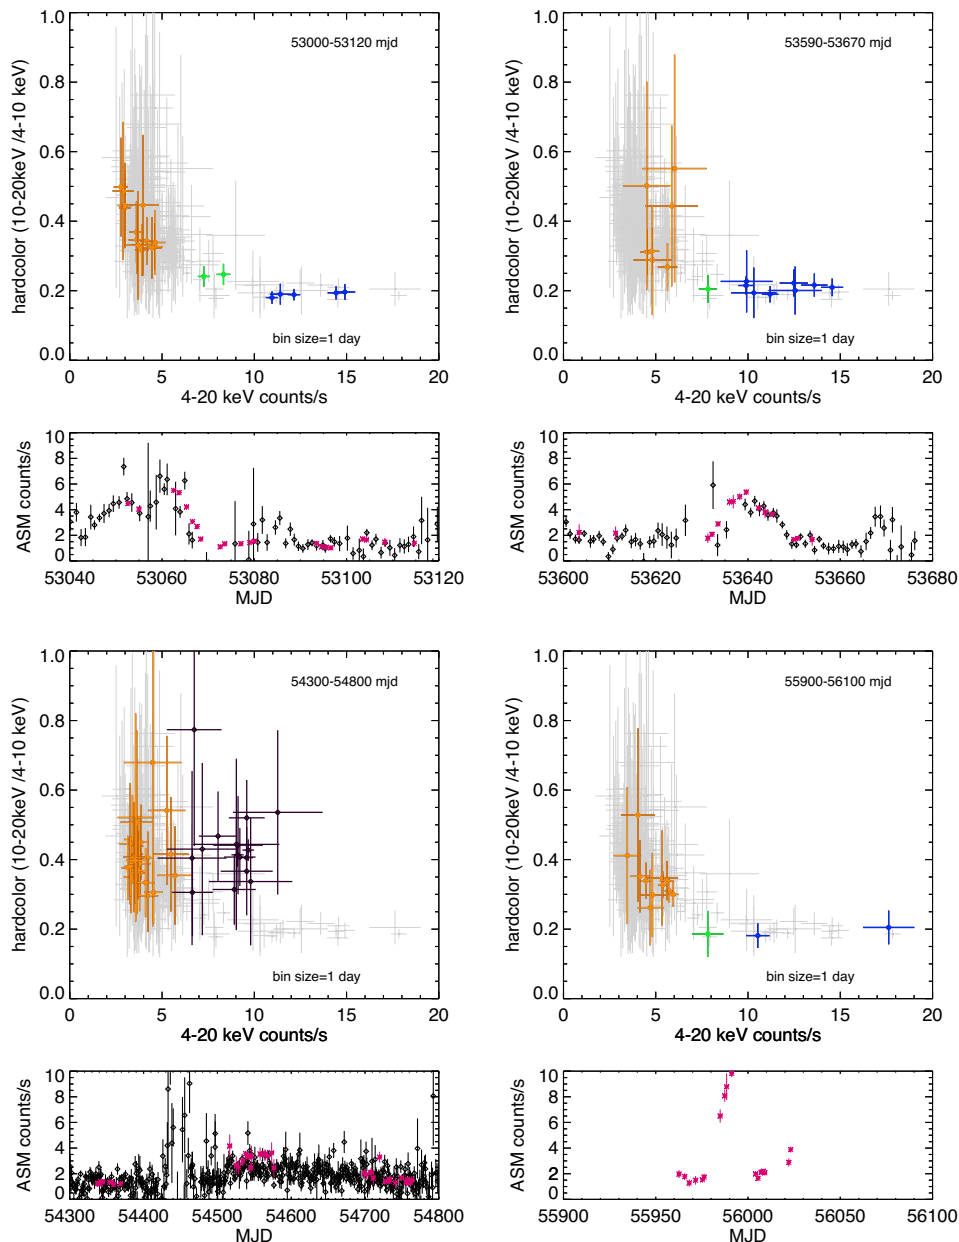 1.0
0.8
0.6
0.4
0.2
0.0
hardcolor (10-20keV /4-10 keV)
53000-53120 mjd
bin size=1 day
0 5 10 15 20
4-20 keV counts/s
1.0
0.8
0.6
0.4
0.2
0.0
hardcolor (10-20keV /4-10 keV)
53590-53670 mjd
bin size=1 day
0 5 10 15 20
4-20 keV counts/s
10
8
6
4
2
0
ASM counts/s
53040 53060 53080 53100 53120
MJD
10
8
6
4
2
0
ASM counts/s
53600 53620 53640 53660 53680
MJD
1.0
0.8
0.6
0.4
0.2
0.0
hardcolor (10-20keV /4-10 keV)
54300-54800 mjd
bin size=1 day
0 5 10 15 20
4-20 keV counts/s
1.0
0.8
0.6
0.4
0.2
0.0
hardcolor (10-20keV /4-10 keV)
55900-56100 mjd
bin size=1 day
0 5 10 15 20
4-20 keV counts/s
10
8
6
4
2
0
ASM counts/s
54300 54400 54500 54600 54700 54800
MJD
10
8
6
4
2
0
ASM counts/s
55900 55950 56000 56050 56100
MJD